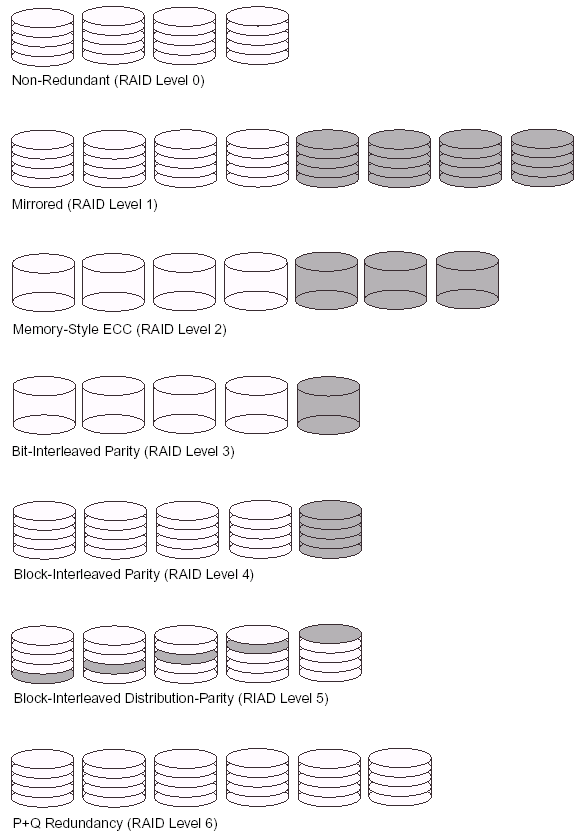 Non-Redundant (RAID Level 0)
Mirrored (RAID Level 1)
Memory-Style ECC (RAID Level 2)
Bit-Interleaved Parity (RAID Level 3)
Block-Interleaved Parity (RAID Level 4)
Block-Interleaved Distribution-Parity (RIAD Level 5)
P+Q Redundancy (RAID Level 6)